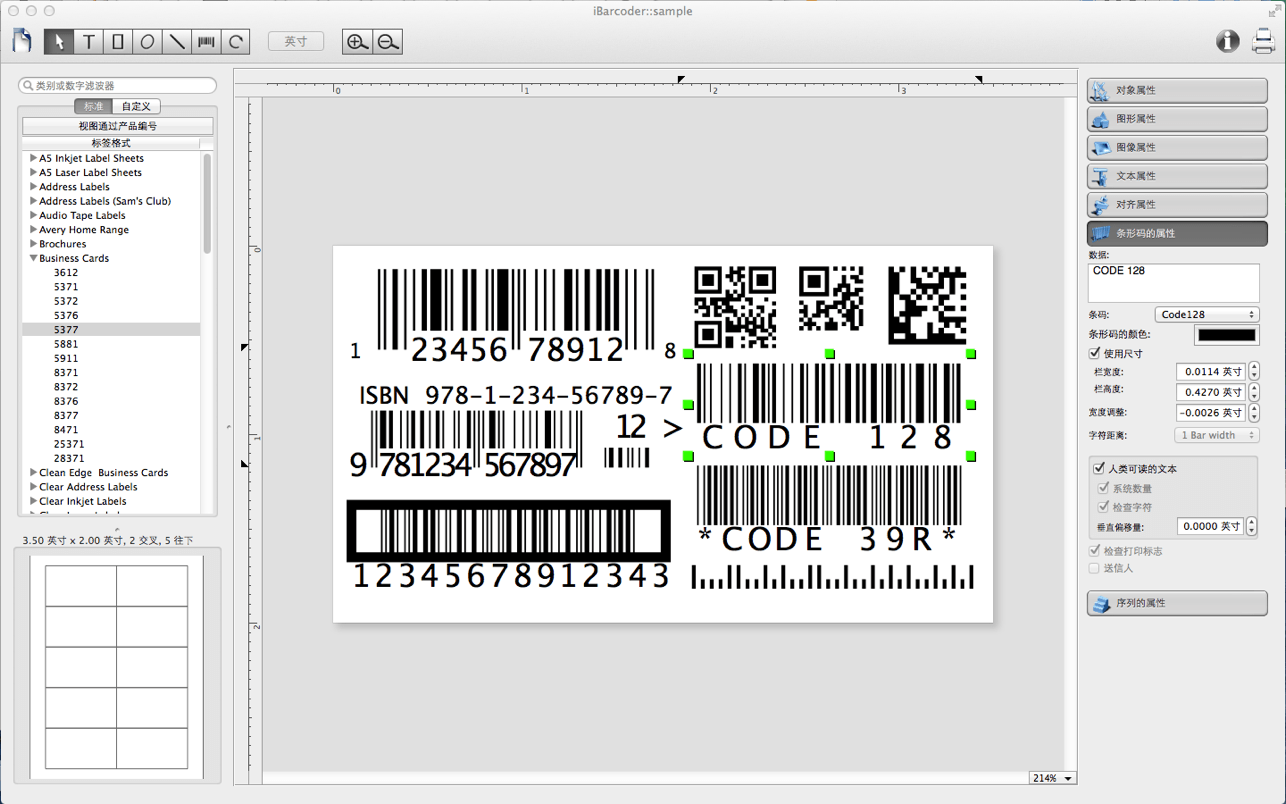 iBarcoder::sample
T
英寸
类别或数字滤波器
标准
自定义
视图通过产品编号
标签格式
A5 Inkjet Label Sheets
A5 Laser Label Sheets
Address Labels
Address Labels (Sam's Club)
Audio Tape Labels
Avery Home Range
Brochures
Business Cards
3612
5371
5372
5376
5377
5881
5911
8371
8372
8376
8377
8471
25371
28371
Clean Edge Business Cards
Clear Address Labels
Clear Inkjet Labels
3.50 英寸 x 2.00 英寸, 2 交叉, 5 往下
0 1 2 3
0
1
2
1 23456 78912 8
ISBN 978-1-234-56789-7
12 >
9 781234 567897
12345678912343
CODE 128
*CODE 39R*
214%
对象属性
图形属性
图像属性
文本属性
对齐属性
条形码的属性
数据:
CODE 128
条码: Code128
条形码的颜色:
使用尺寸
栏宽度: 0.0114 英寸
栏高度: 0.4270 英寸
宽度调整: -0.0026 英寸
字符距离: 1 Bar width
人类可读的文本
系统数量
检查字符
垂直偏移量: 0.0000 英寸
检查打印标志
送信人
序列的属性